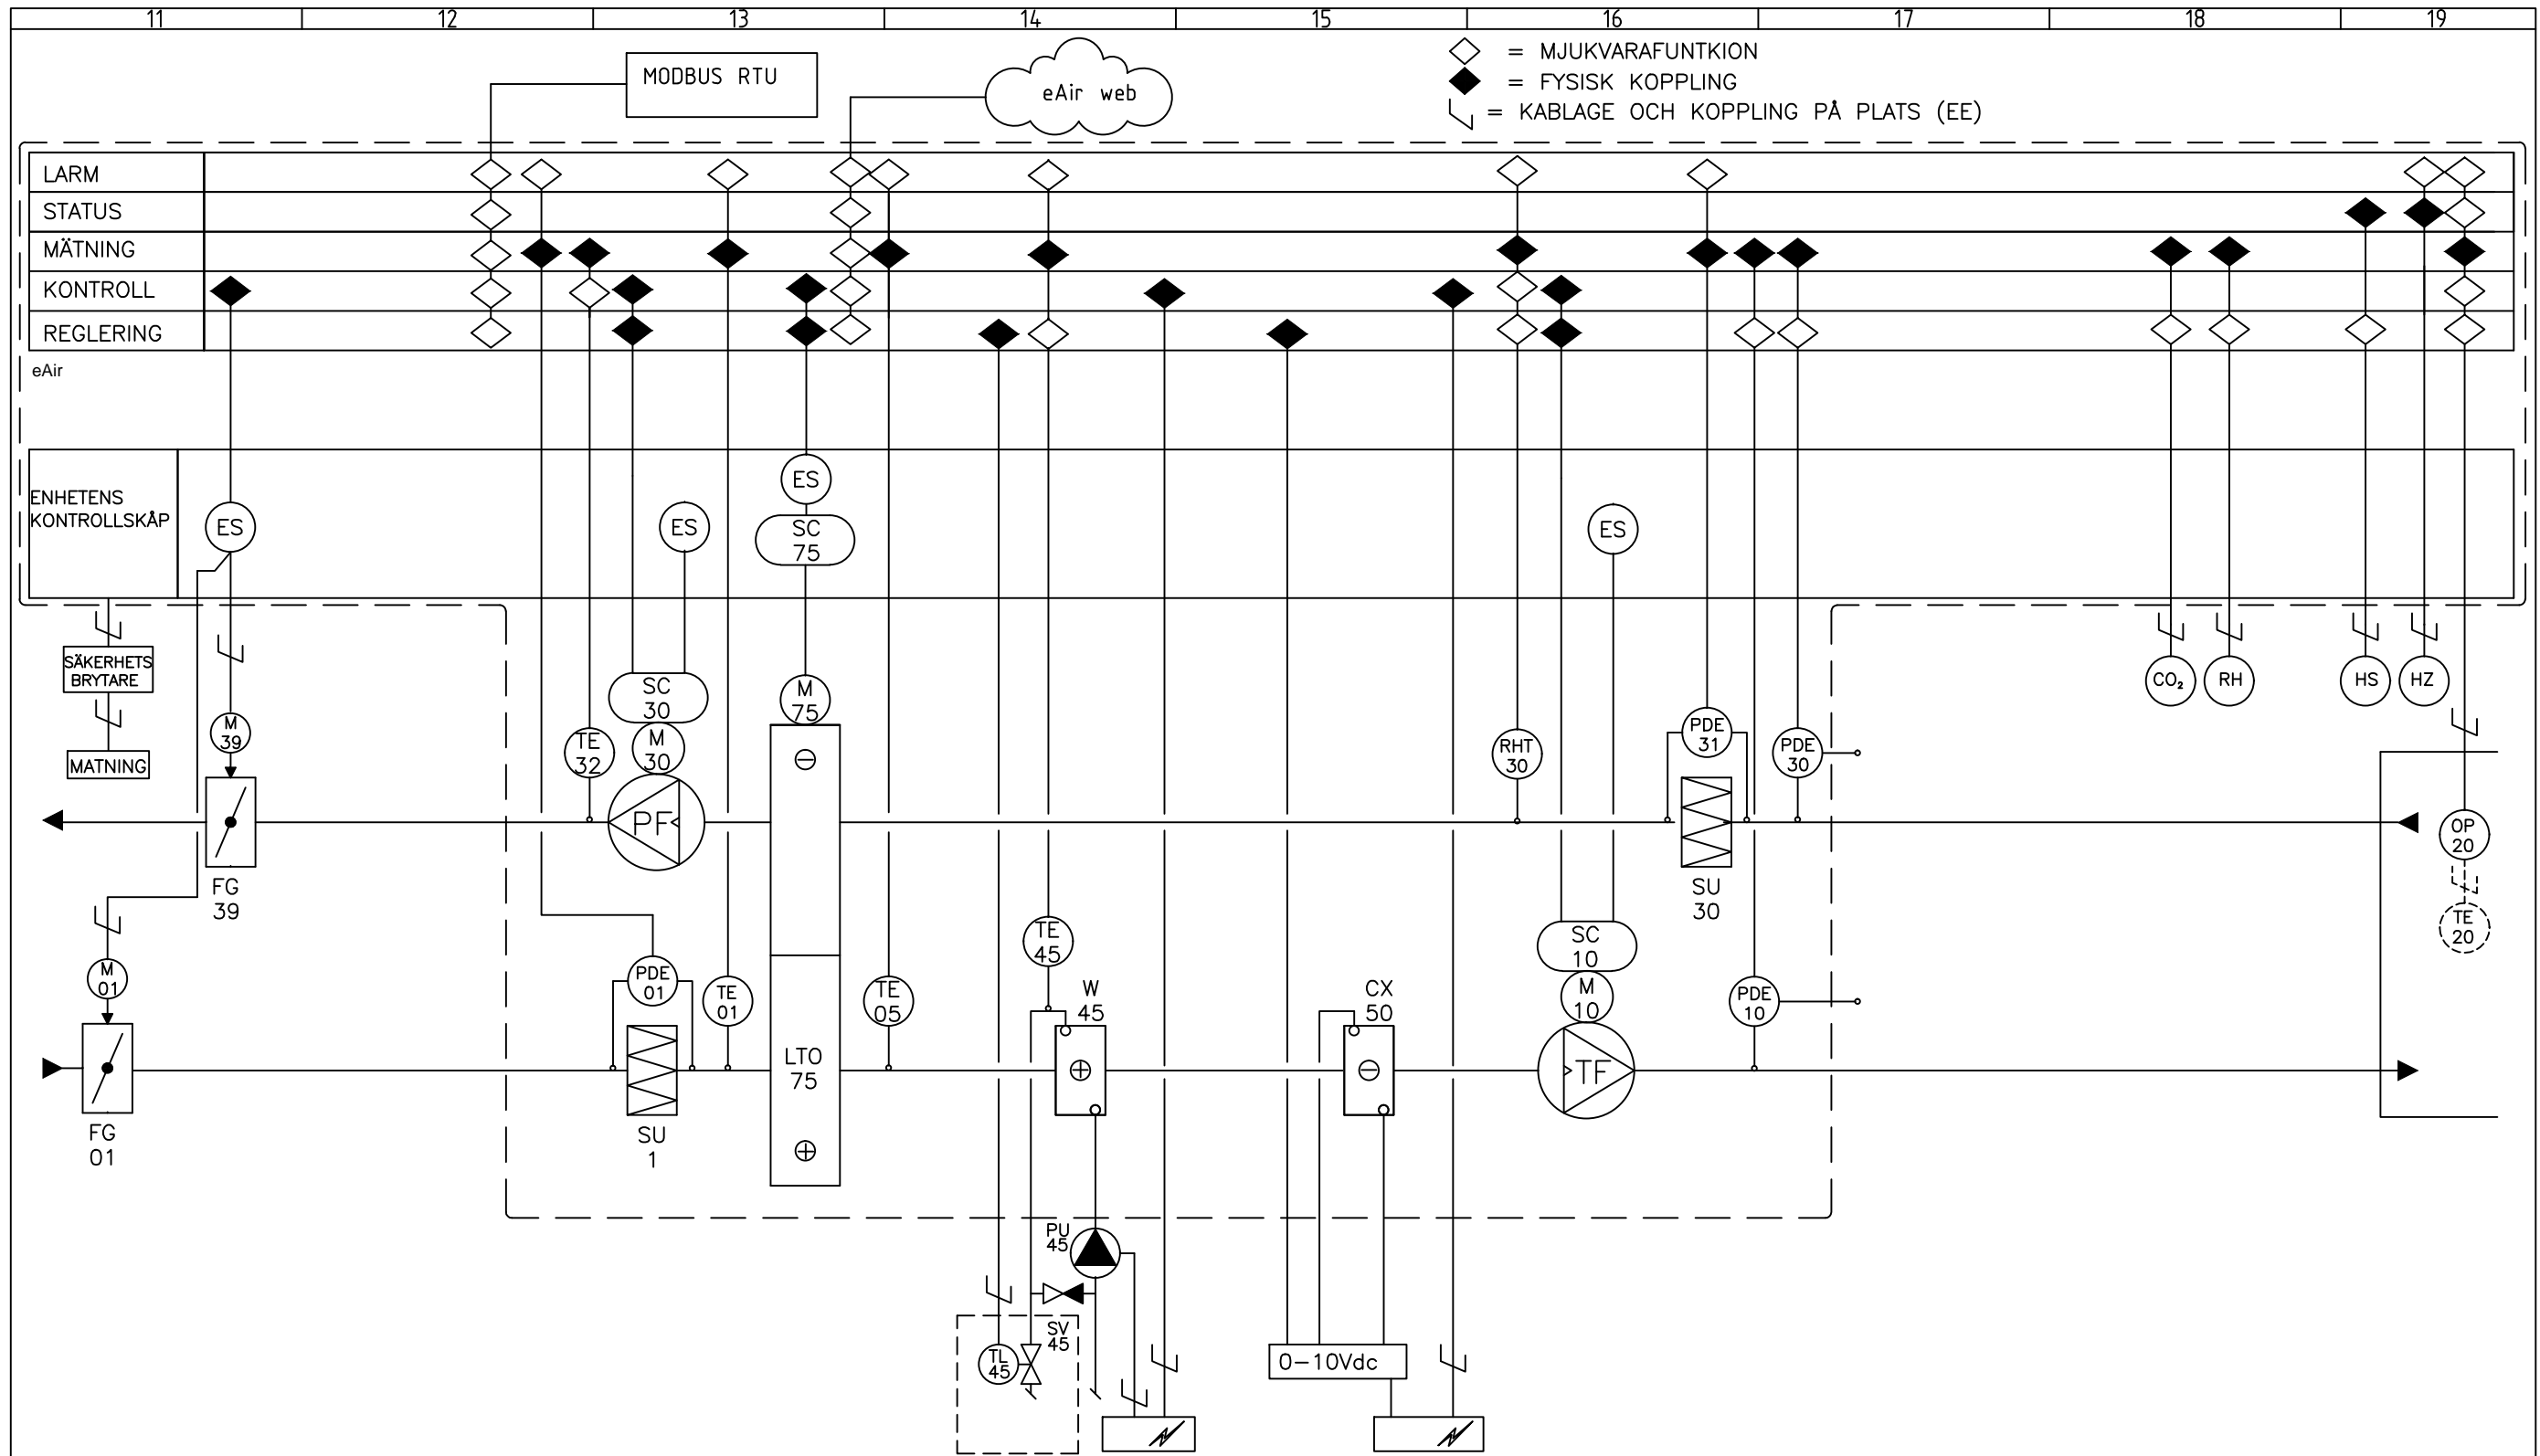 11 12 13 14 15 16 17 18 19
MODBUS RTU
eAir web
= MJUKVARAFUNTKION
= FYSISK KOPPLING
= KABLAGE OCH KOPPLING PÅ PLATS (EE)
LARM
STATUS
MÄTNING
KONTROLL
REGLERING
eAir
ENHETENS
KONTROLLSKÅP
ES
ES
ES
SC
75
ES
SÄKERHETS
BRYTARE
MATNING
M
39
TE
32
SC
30
M
30
M
75
RHT
30
PDE
31
PDE
30
CO₂
RH
HS
HZ
PF
FG
39
SU
30
OP
20
TE
20
M
01
PDE
01
TE
01
TE
05
TE
45
W
45
CX
50
SC
10
M
10
PDE
10
FG
01
SU
1
LTO
75
TF
PU
45
SV
45
TL
45
0-10Vdc